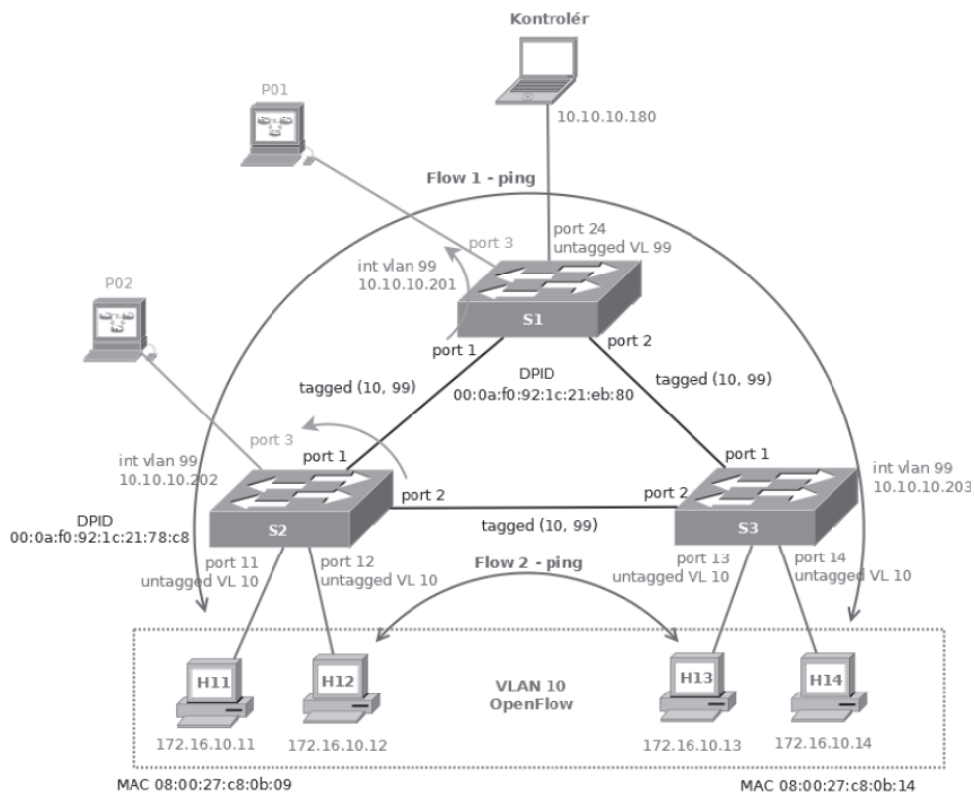 Kontrolér
10.10.10.180
P01
Flow 1 - ping
port 24
untagged VL 99
port 3
int vlan 99
10.10.10.201
P02
S1
port 1
port 2
DPID
00:0a:f0:92:1c:21:eb:80
tagged (10, 99)
tagged (10, 99)
port 3
port 1
int vlan 99
10.10.10.202
port 2
S2
DPID
00:0a:f0:92:1c:21:78:c8
port 1
int vlan 99
10.10.10.203
port 2
S3
tagged (10, 99)
port 11
untagged VL 10
port 12
untagged VL 10
Flow 2 - ping
port 13
untagged VL 10
port 14
untagged VL 10
H11
H12
VLAN 10
OpenFlow
H13
H14
172.16.10.11
172.16.10.12
172.16.10.13
172.16.10.14
MAC 08:00:27:c8:0b:09
MAC 08:00:27:c8:0b:14